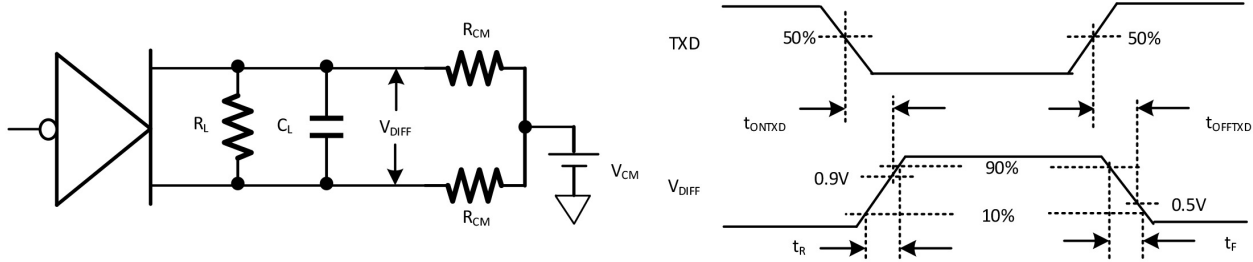 R_CM
R_L
C_L
V_DIFF
V_CM
R_CM
TXD
50%
50%
t_ONTXD
t_OFFTXD
0.9V
90%
V_DIFF
0.5V
10%
t_R
t_F